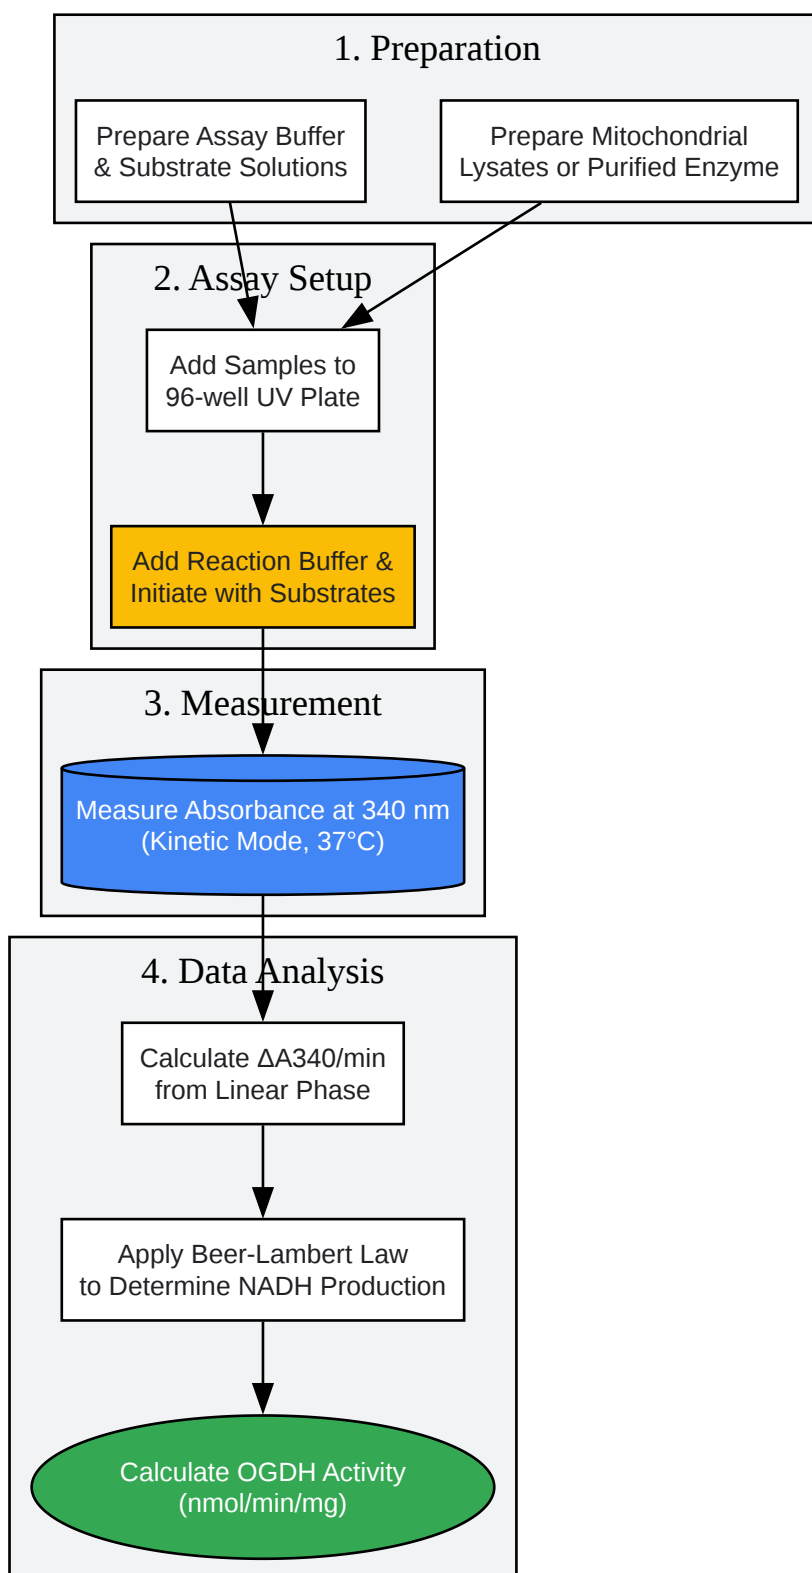 1. Preparation
Prepare Assay Buffer
& Substrate Solutions
Prepare Mitochondrial
Lysates or Purified Enzyme
2. Assay Setup
Add Samples to
96-well UV Plate
Add Reaction Buffer &
Initiate with Substrates
3. Measurement
Measure Absorbance at 340 nm
(Kinetic Mode, 37°C)
4. Data Analysis
Calculate ΔA340/min
from Linear Phase
Apply Beer-Lambert Law
to Determine NADH Production
Calculate OGDH Activity
(nmol/min/mg)